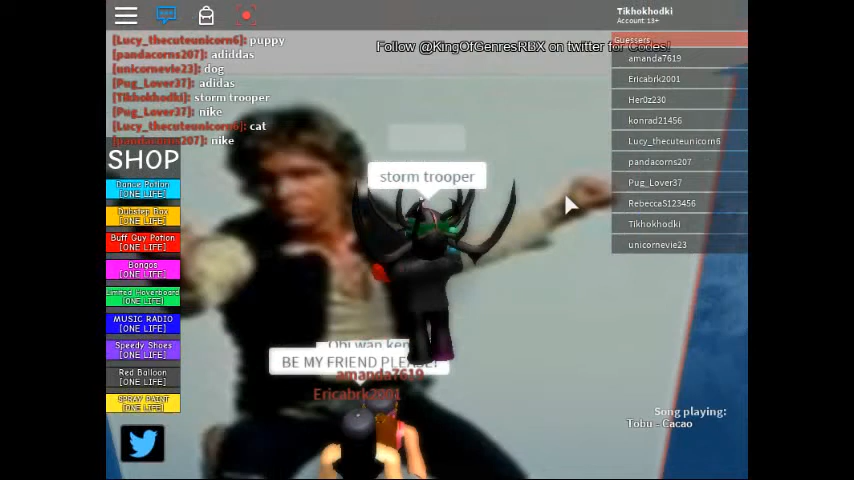 Tikhokhodki
Account: 13+
Follow @KingOfGenresRBX on twitter for Codes!
[Lucy_thecuteunicorn6]: puppy
[pandacorns207]: adiddas
[unicornevie23]: dog
[Pug_Lover37]: adidas
[Tikhokhodki]: storm trooper
[Pug_Lover37]: nike
[Lucy_thecuteunicorn6]: cat
[pandacorns207]: nike
Guessers
amanda7619
Ericabrk2001
Her0z230
konrad21456
Lucy_thecuteunicorn6
pandacorns207
Pug_Lover37
RebeccaS123456
Tikhokhodki
unicornevie23
SHOP
Dance Potion
[ONE LIFE]
Dubstep Box
[ONE LIFE]
Buff Guy Potion
[ONE LIFE]
Bongos
[ONE LIFE]
Limited Hoverboard
[ONE LIFE]
MUSIC RADIO
[ONE LIFE]
Speedy Shoes
[ONE LIFE]
Red Balloon
[ONE LIFE]
SPRAY PAINT
[ONE LIFE]
storm trooper
Obi wan ken
BE MY FRIEND PLEASE!
amanda7619
Ericabrk2001
Song playing:
Tobu - Cacao